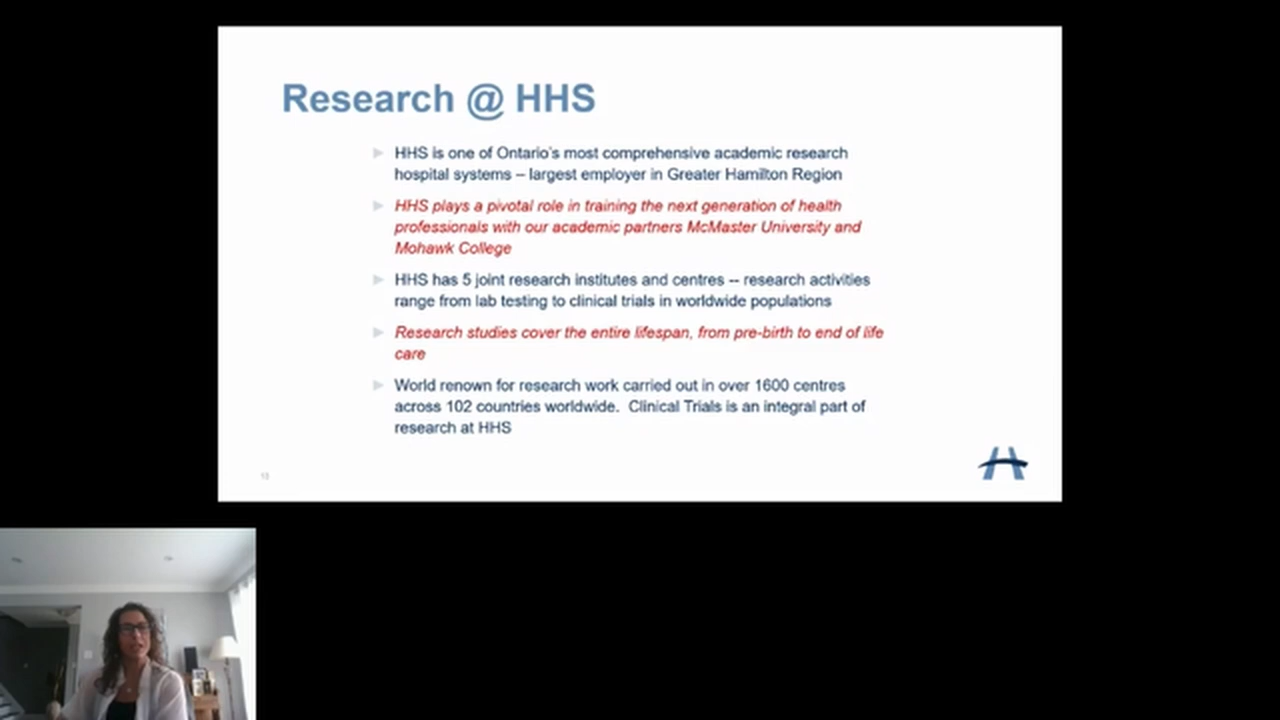 Research @ HHS
HHS is one of Ontario's most comprehensive academic research
hospital systems – largest employer in Greater Hamilton Region
HHS plays a pivotal role in training the next generation of health
professionals with our academic partners McMaster University and
Mohawk College
HHS has 5 joint research institutes and centres -- research activities
range from lab testing to clinical trials in worldwide populations
Research studies cover the entire lifespan, from pre-birth to end of life
care
World renown for research work carried out in over 1600 centres
across 102 countries worldwide.  Clinical Trials is an integral part of
research at HHS